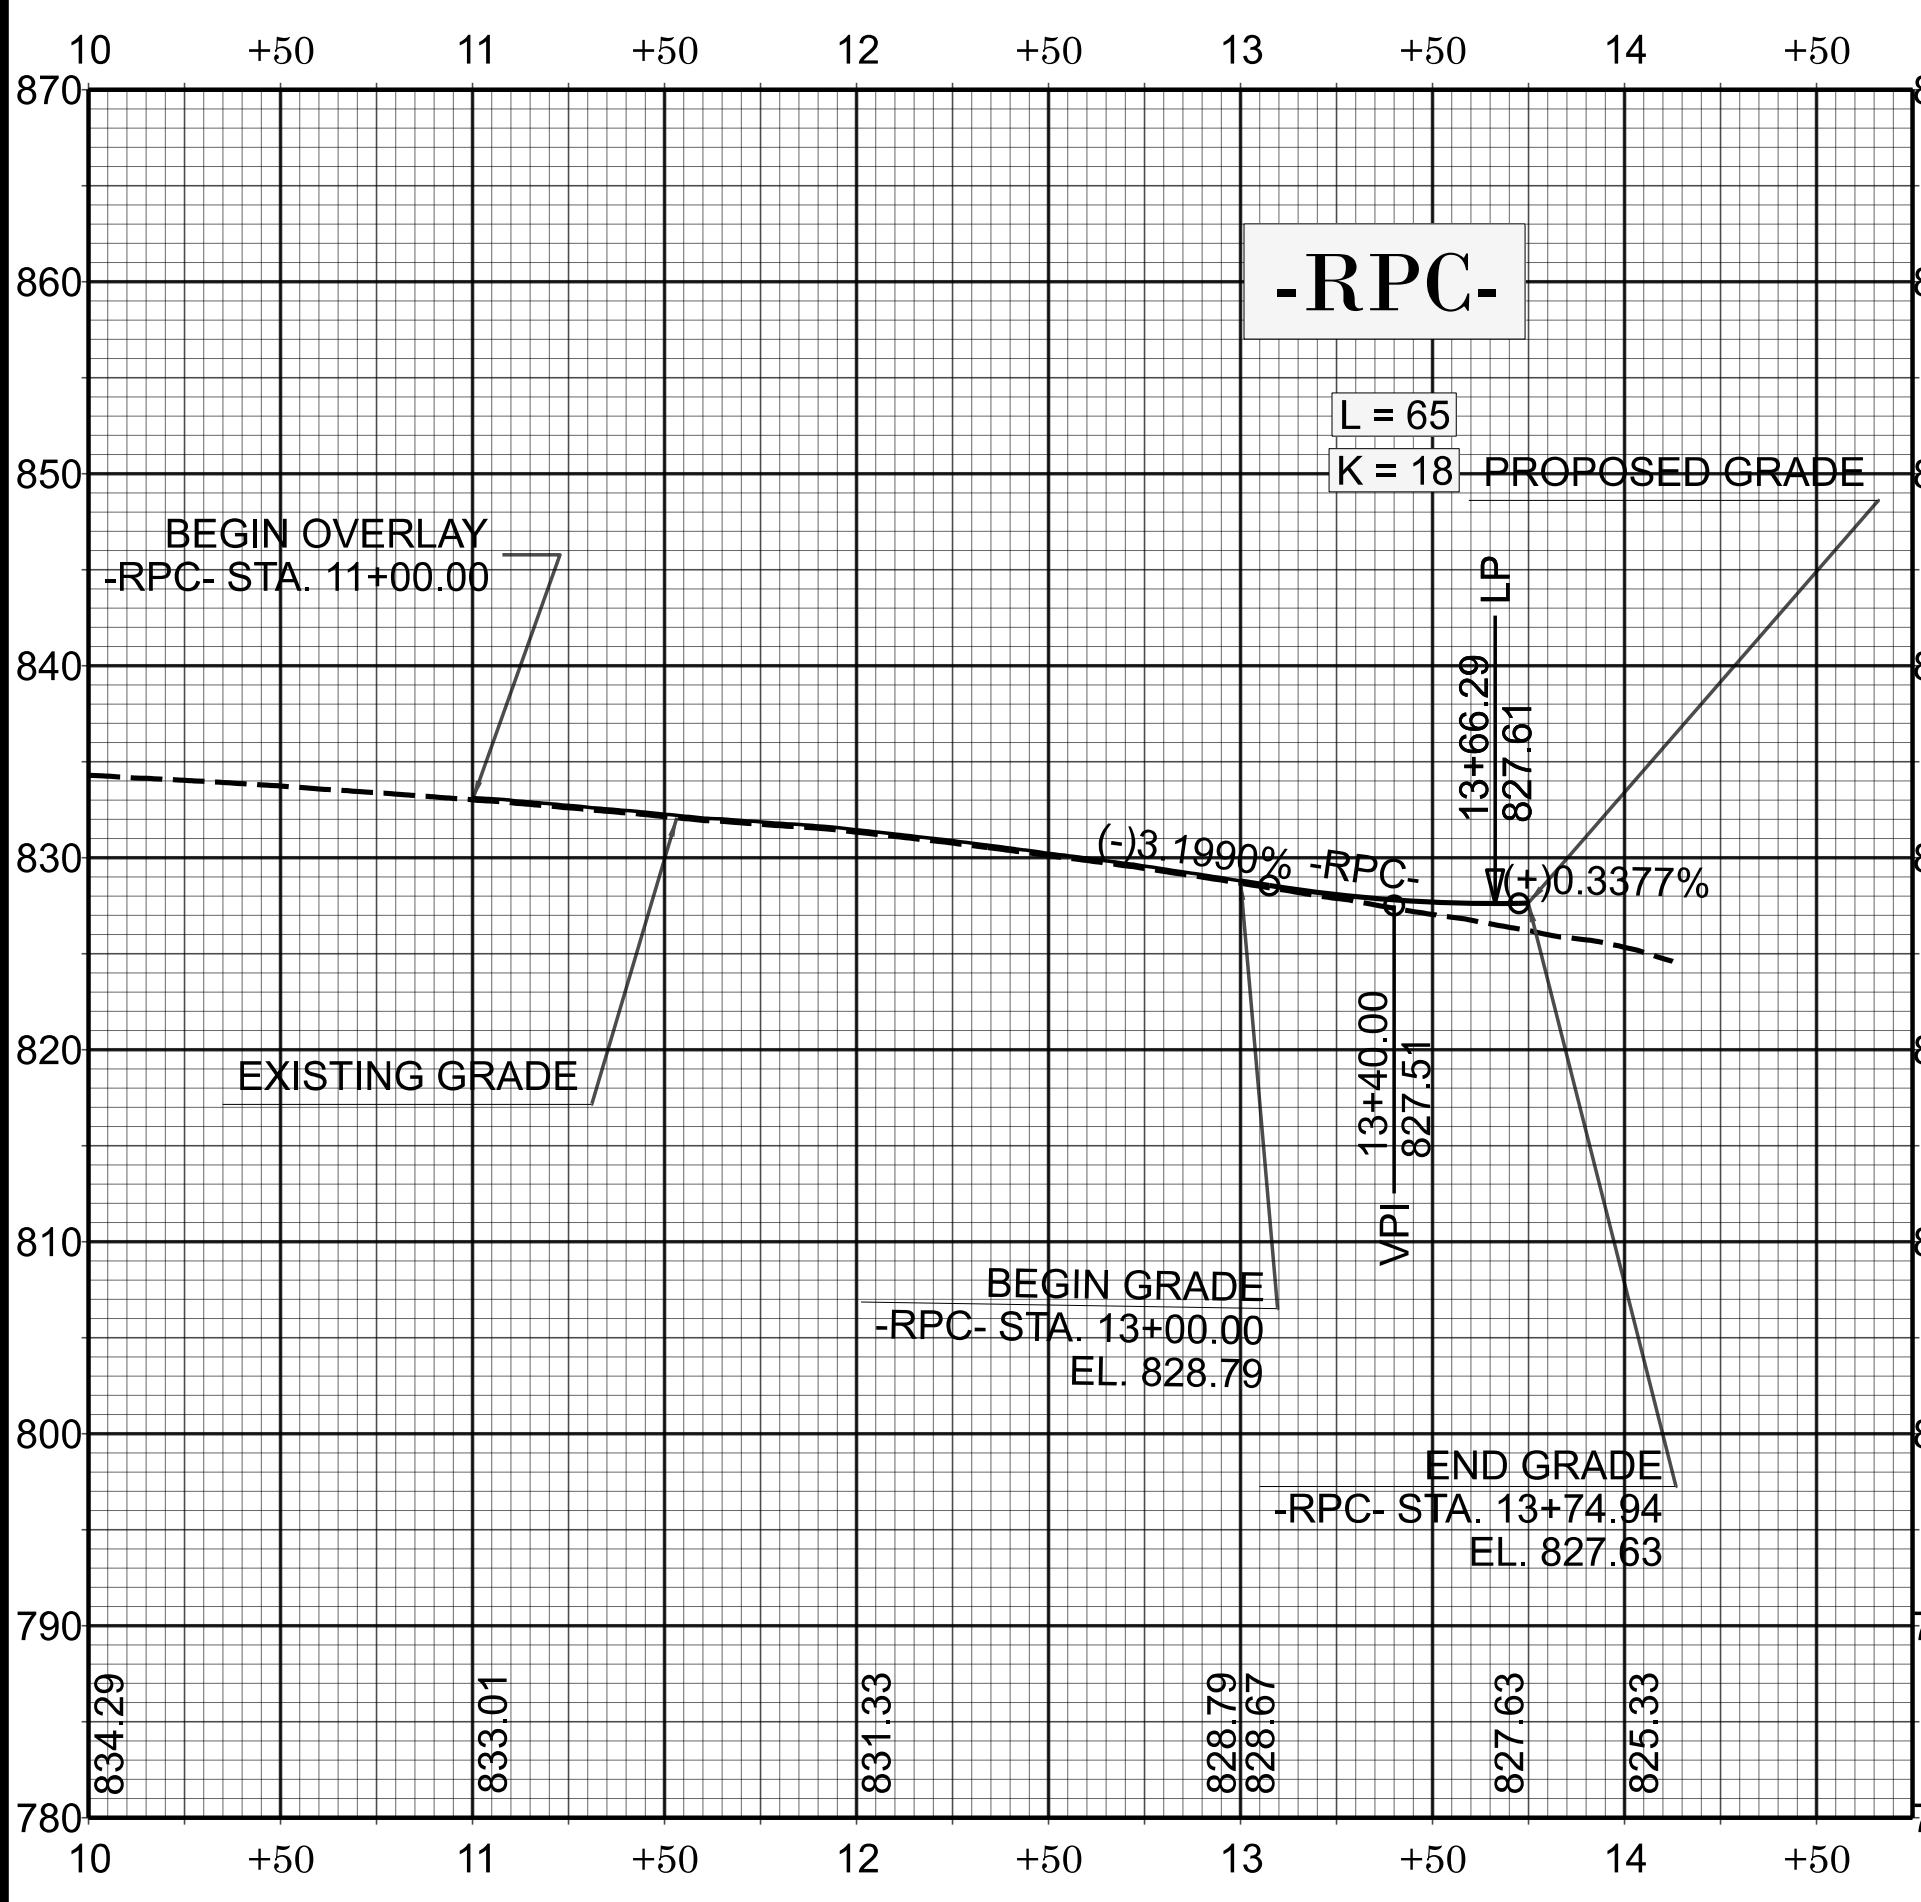 10 +50 11 +50 12 +50 13 +50 14 +50
870
860
-RPC-
L = 65
850
K = 18
PROPOSED GRADE
BEGIN OVERLAY
-RPC- STA. 11+00.00
LP
840
13+66.29
827.61
830
(-)3.1990%
-RPC-
(+)0.3377%
820
EXISTING GRADE
13+40.00
827.51
VPI
810
BEGIN GRADE
-RPC- STA. 13+00.00
EL. 828.79
800
END GRADE
-RPC- STA. 13+74.94
EL. 827.63
790
834.29
833.01
831.33
828.79
828.67
827.63
825.33
780
10 +50 11 +50 12 +50 13 +50 14 +50